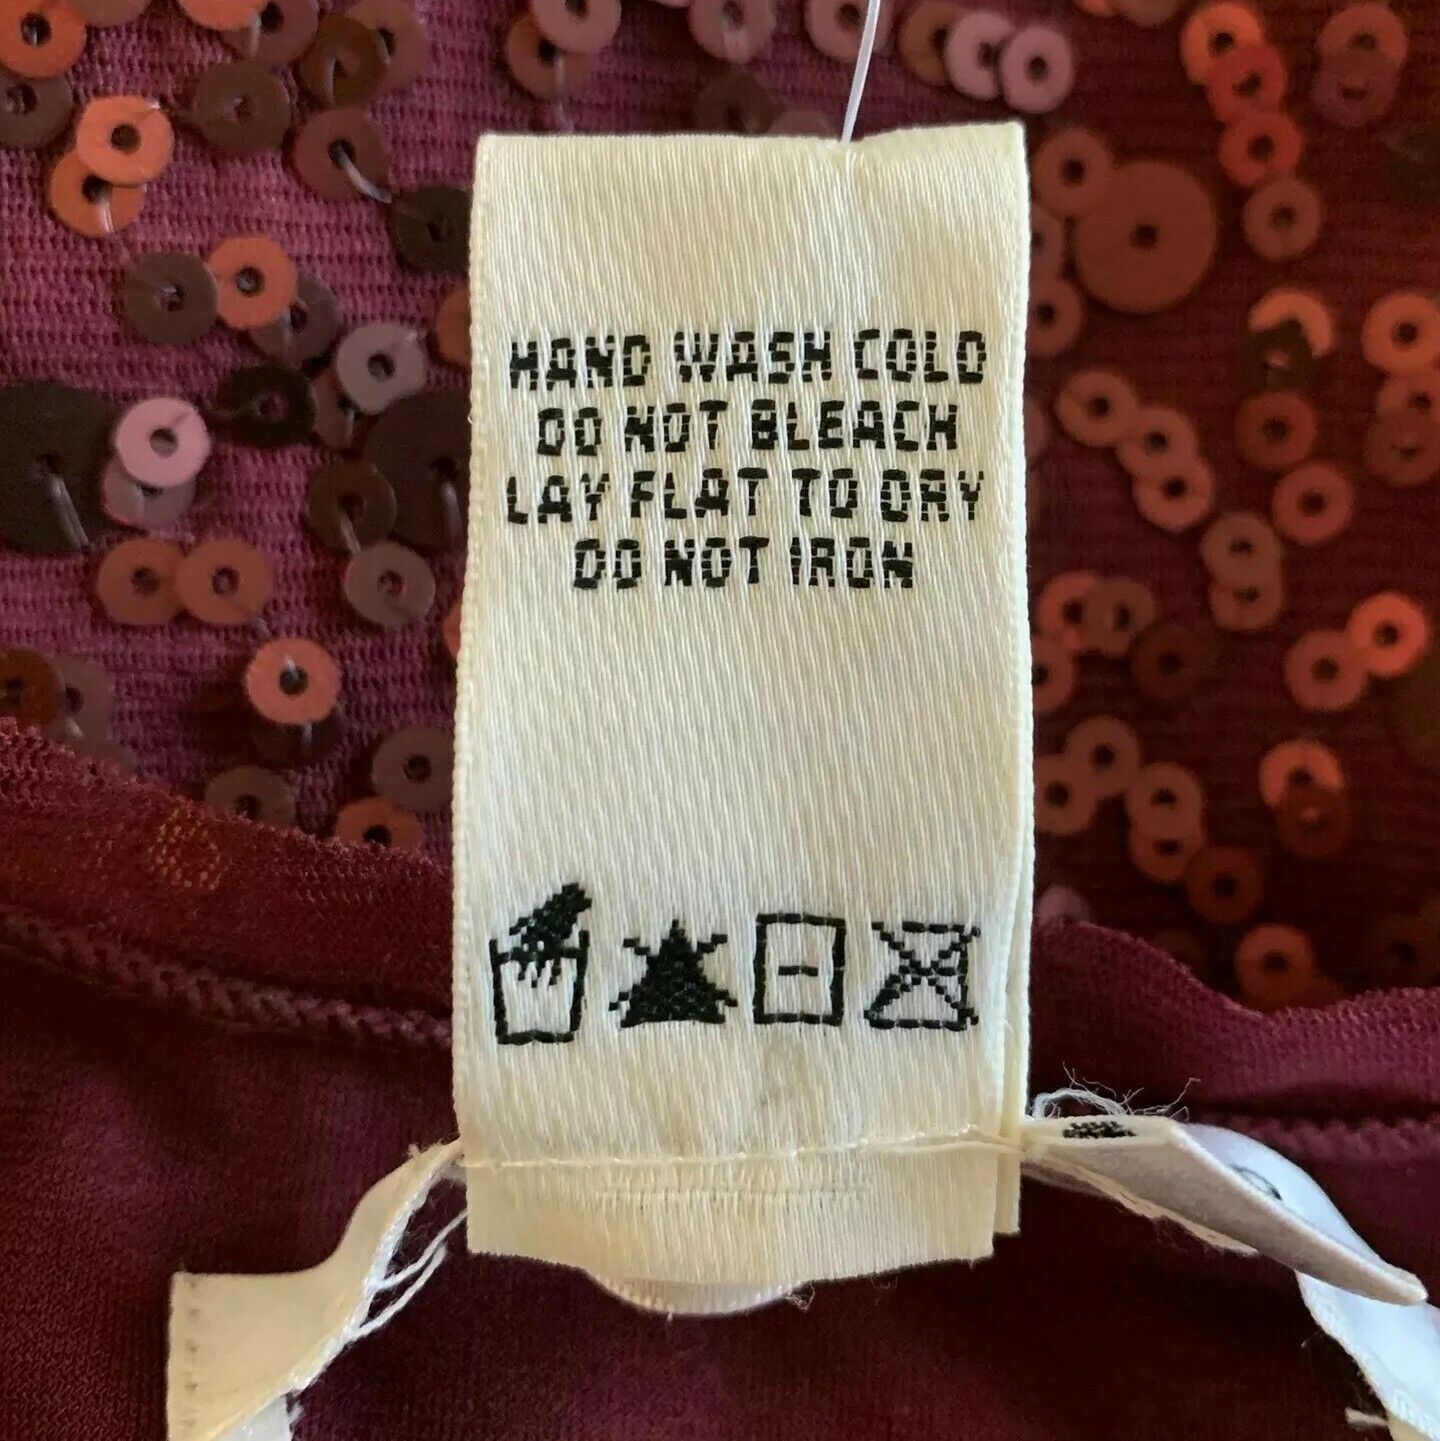 HAND WASH COLD
DO NOT BLEACH
LAY FLAT TO DRY
DO NOT IRON